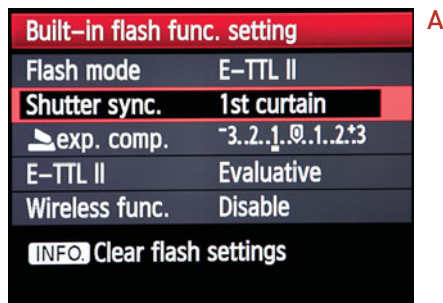 Built-in flash func. setting
A
Flash mode E-TTL II
Shutter sync. 1st curtain
exp. comp. -3..2..1..0..1..2..+3
E-TTL II Evaluative
Wireless func. Disable
INFO. Clear flash settings